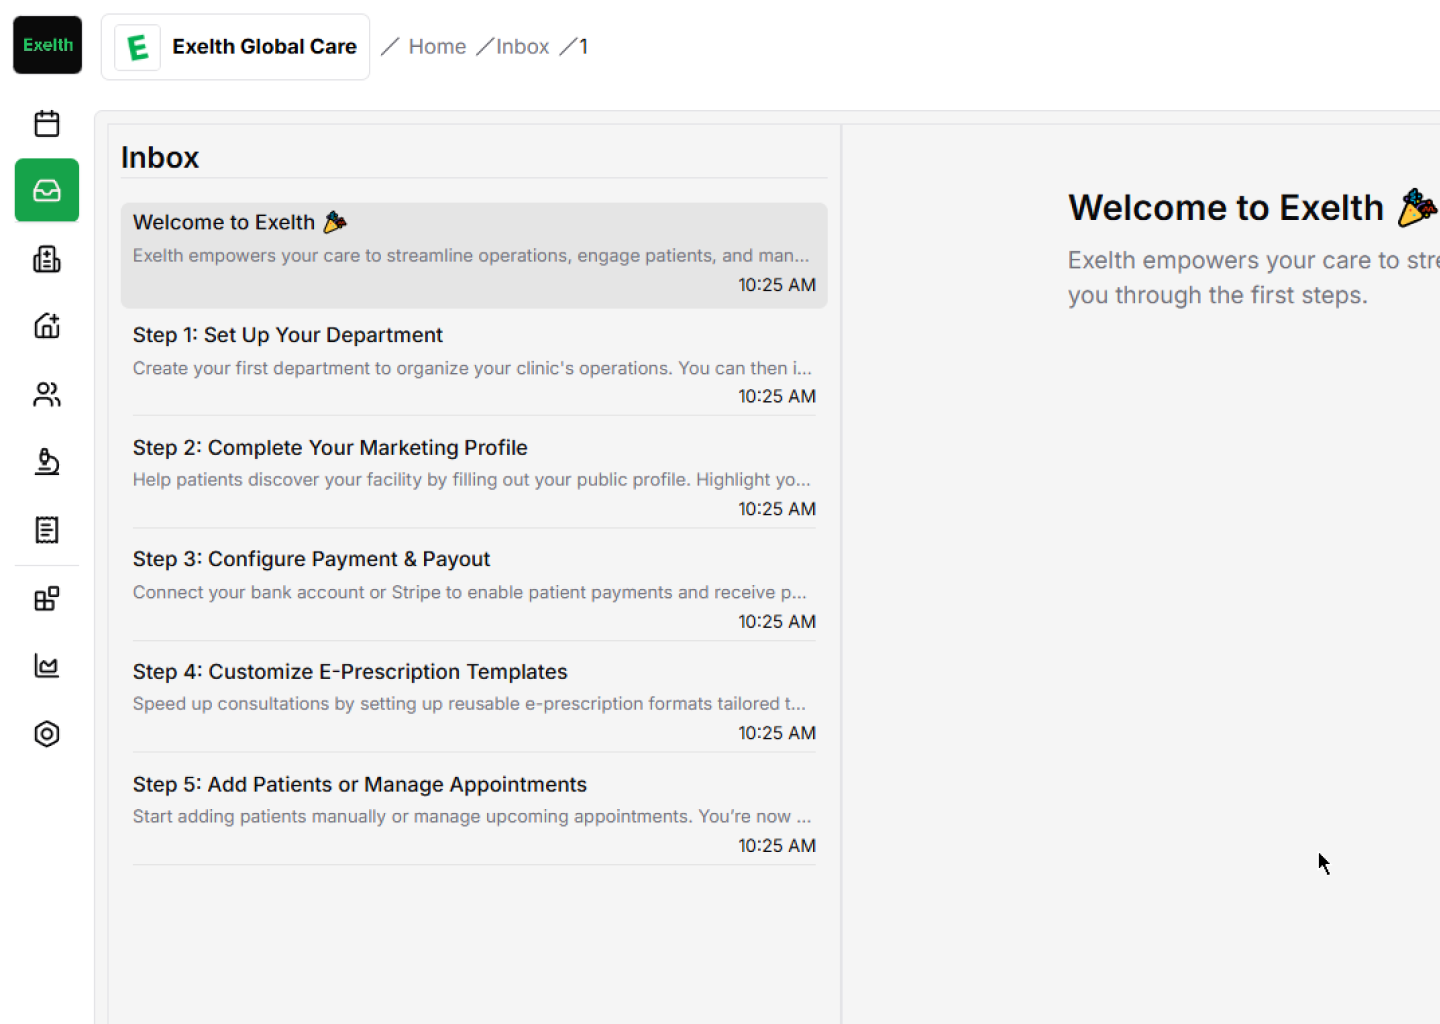 Exelth
E
Exelth Global Care / Home / Inbox / 1
Inbox
Welcome to Exelth 🎉
Exelth empowers your care to streamline operations, engage patients, and man...
10:25 AM
Step 1: Set Up Your Department
Create your first department to organize your clinic's operations. You can then i...
10:25 AM
Step 2: Complete Your Marketing Profile
Help patients discover your facility by filling out your public profile. Highlight yo...
10:25 AM
Step 3: Configure Payment & Payout
Connect your bank account or Stripe to enable patient payments and receive p...
10:25 AM
Step 4: Customize E-Prescription Templates
Speed up consultations by setting up reusable e-prescription formats tailored t...
10:25 AM
Step 5: Add Patients or Manage Appointments
Start adding patients manually or manage upcoming appointments. You’re now ...
10:25 AM
Welcome to Exelth 🎉
Exelth empowers your care to stre
you through the first steps.